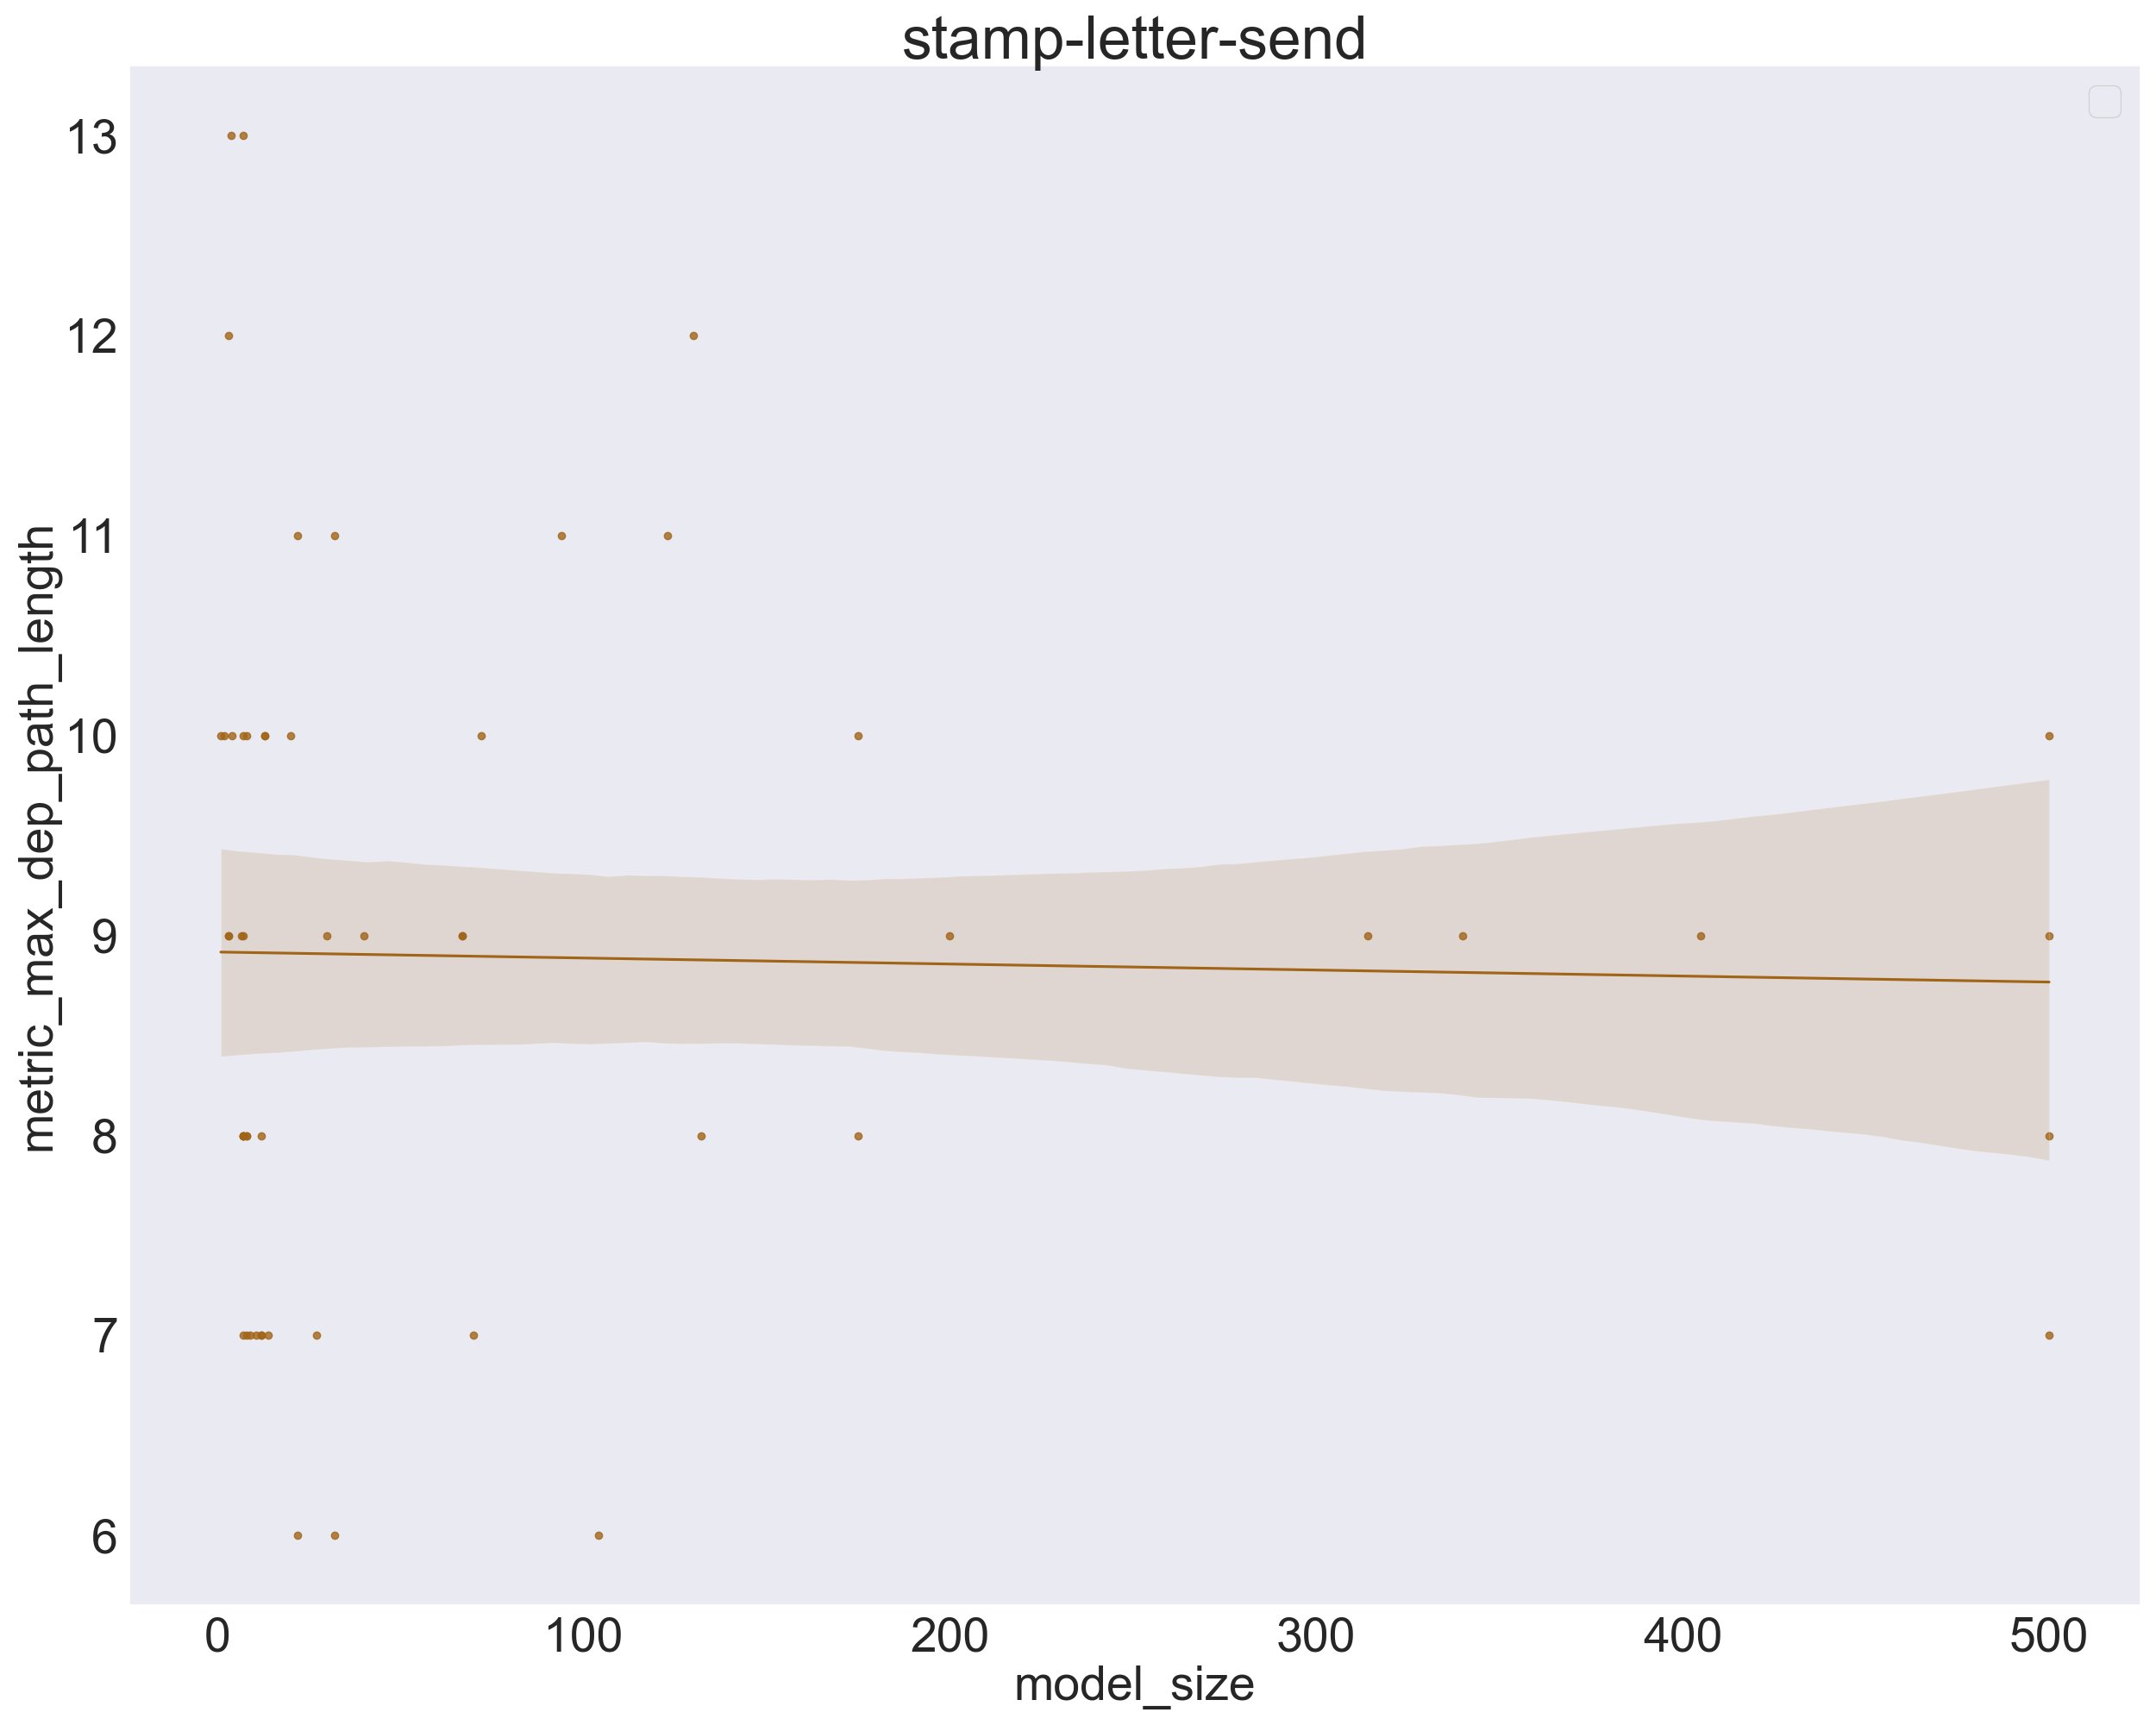 stamp-letter-send
13
12
11
10
9
8
7
6
metric_max_dep_path_length
0 100 200 300 400 500
model_size